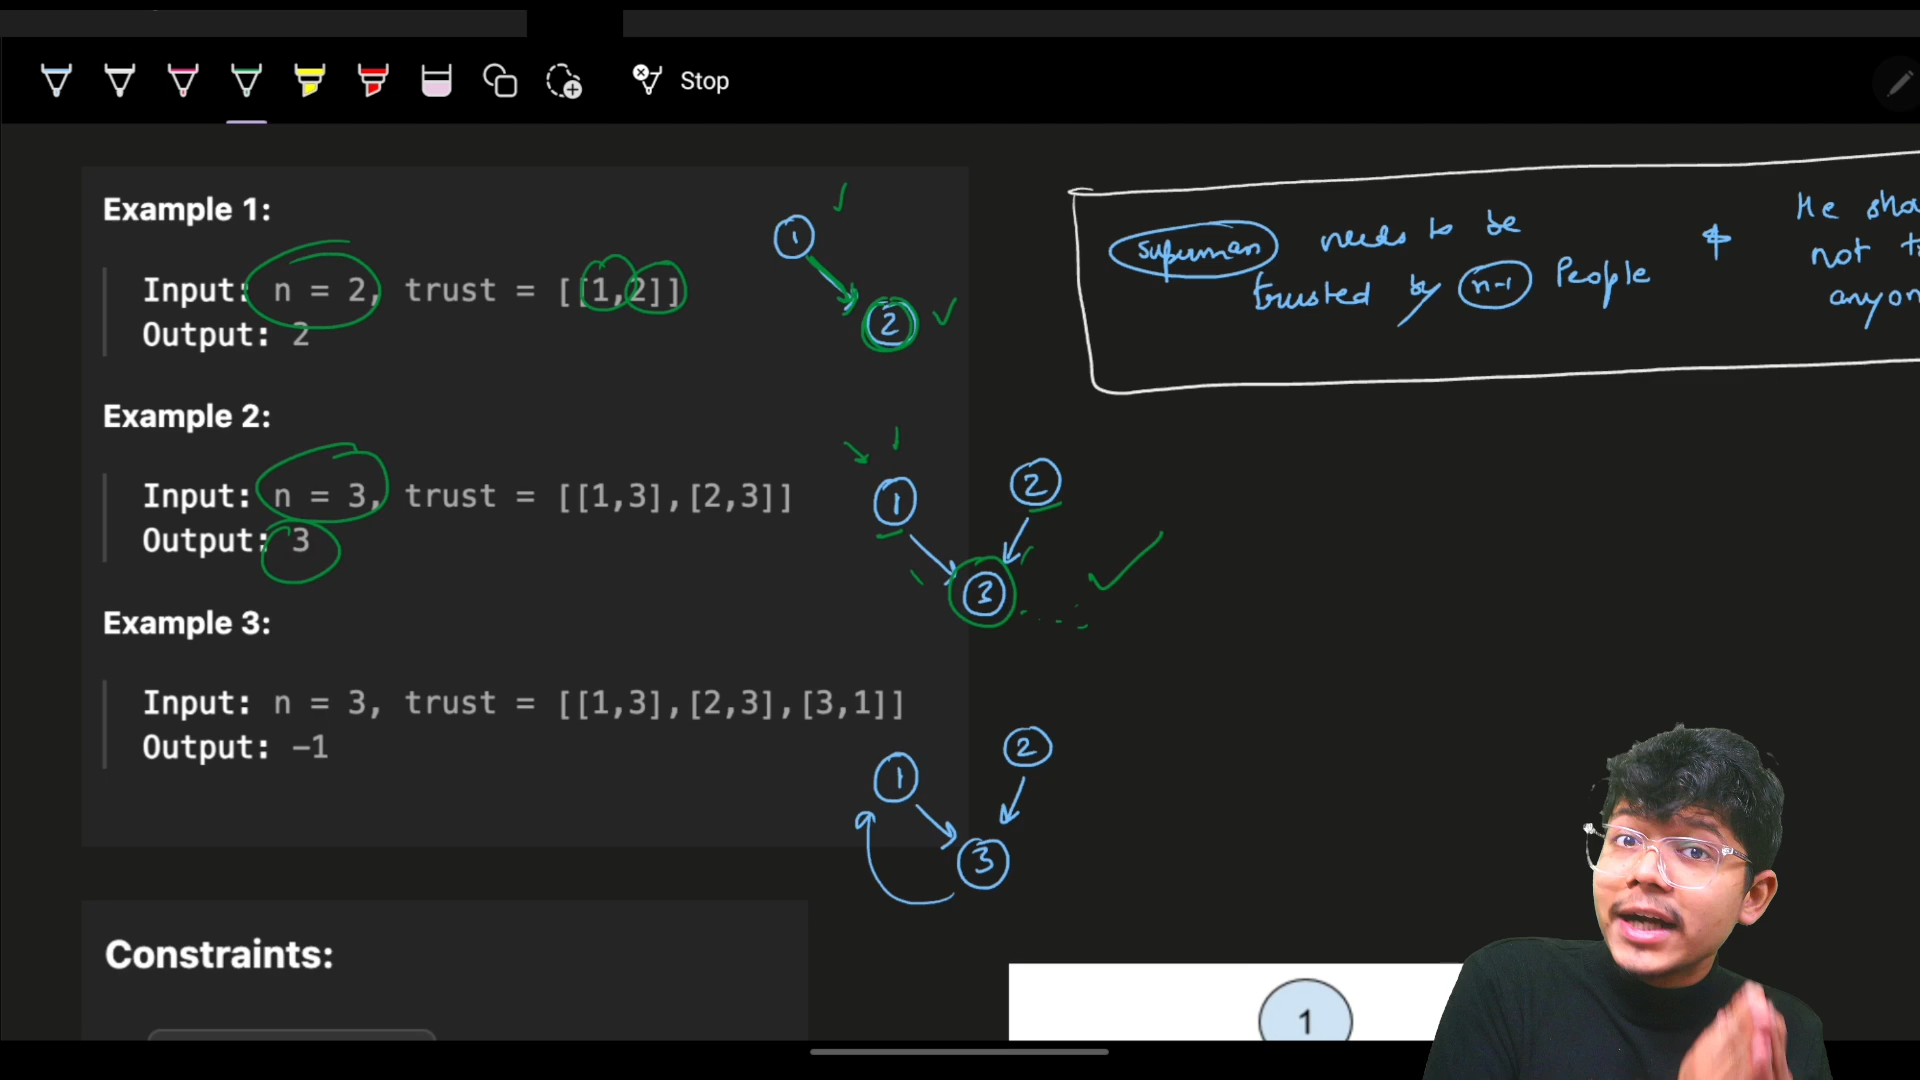 Stop
Example 1:
Input: n = 2, trust = [[1,2]]
Output: 2
1
2
Example 2:
Input: n = 3, trust = [[1,3],[2,3]]
Output: 3
1
2
3
Example 3:
Input: n = 3, trust = [[1,3],[2,3],[3,1]]
Output: -1
1
2
3
Constraints:
needs to be
trusted by n-1 People
He
not
1